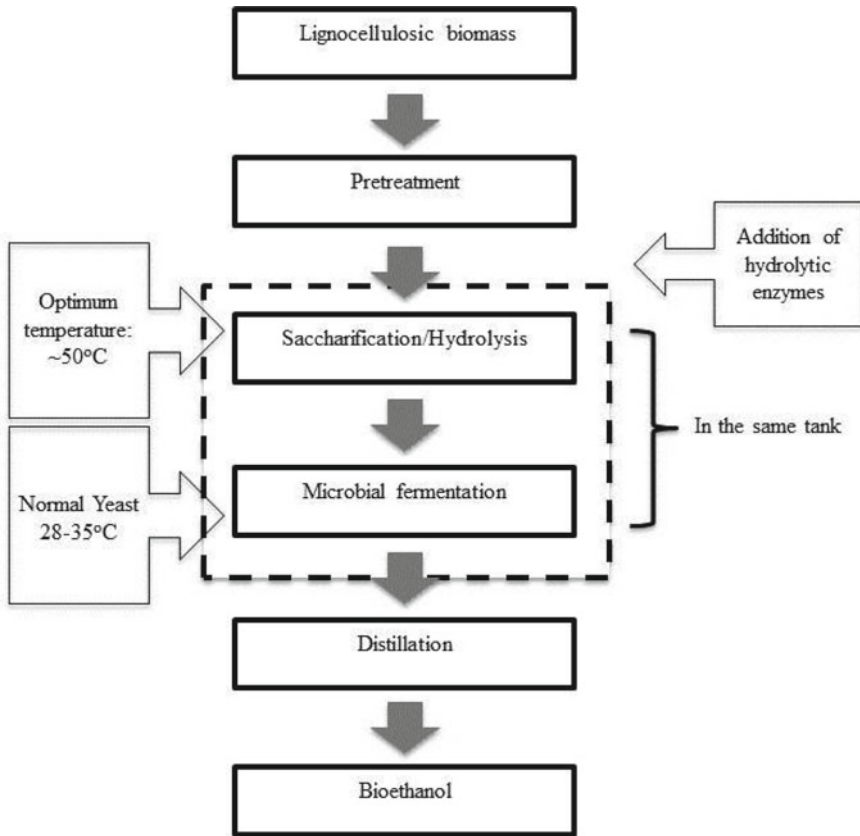 Lignocellulosic biomass
Pretreatment
Addition of
hydrolytic
enzymes
Optimum
temperature:
~50°C
Saccharification/Hydrolysis
In the same tank
Microbial fermentation
Normal Yeast
28-35°C
Distillation
Bioethanol